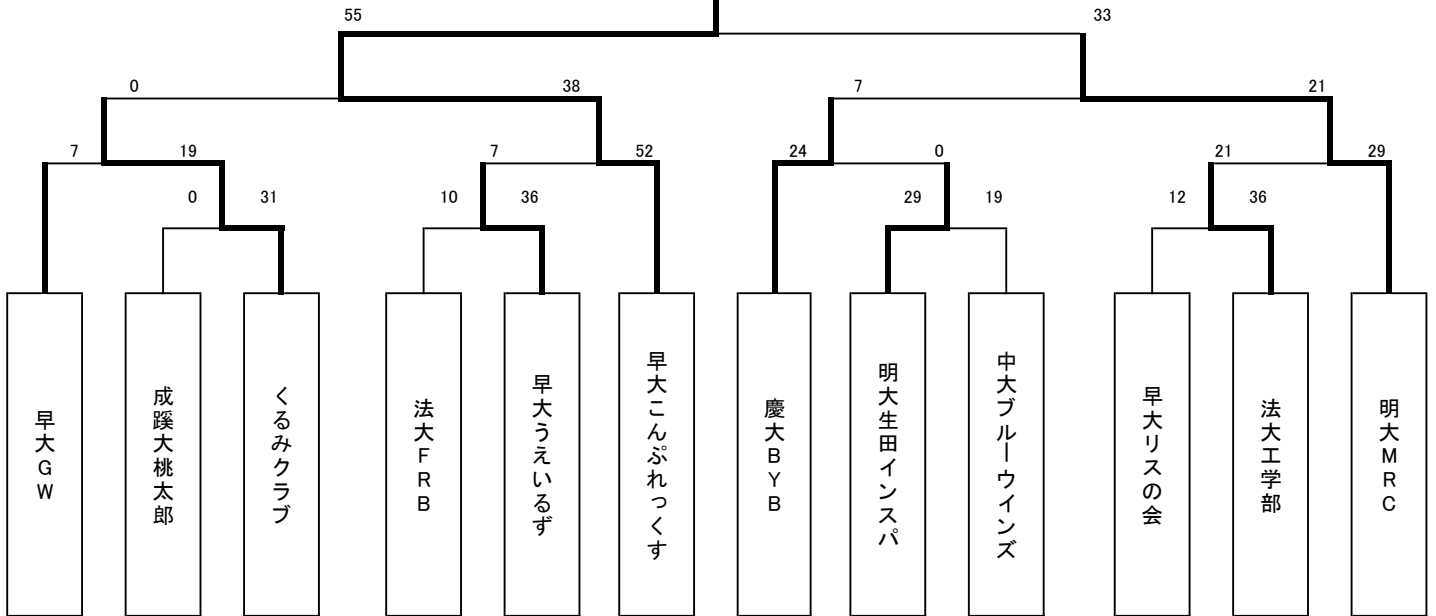 55
33
0
38
7
21
7
19
7
52
24
0
21
29
0
31
10
36
29
19
12
36
早大GW
成蹊大桃太郎
くるみクラブ
法大FRB
早大うえいるず
早大こんぷれっくす
慶大BYB
明大生田インスパ
中大ブルーウインズ
早大リスの会
法大工学部
明大MRC